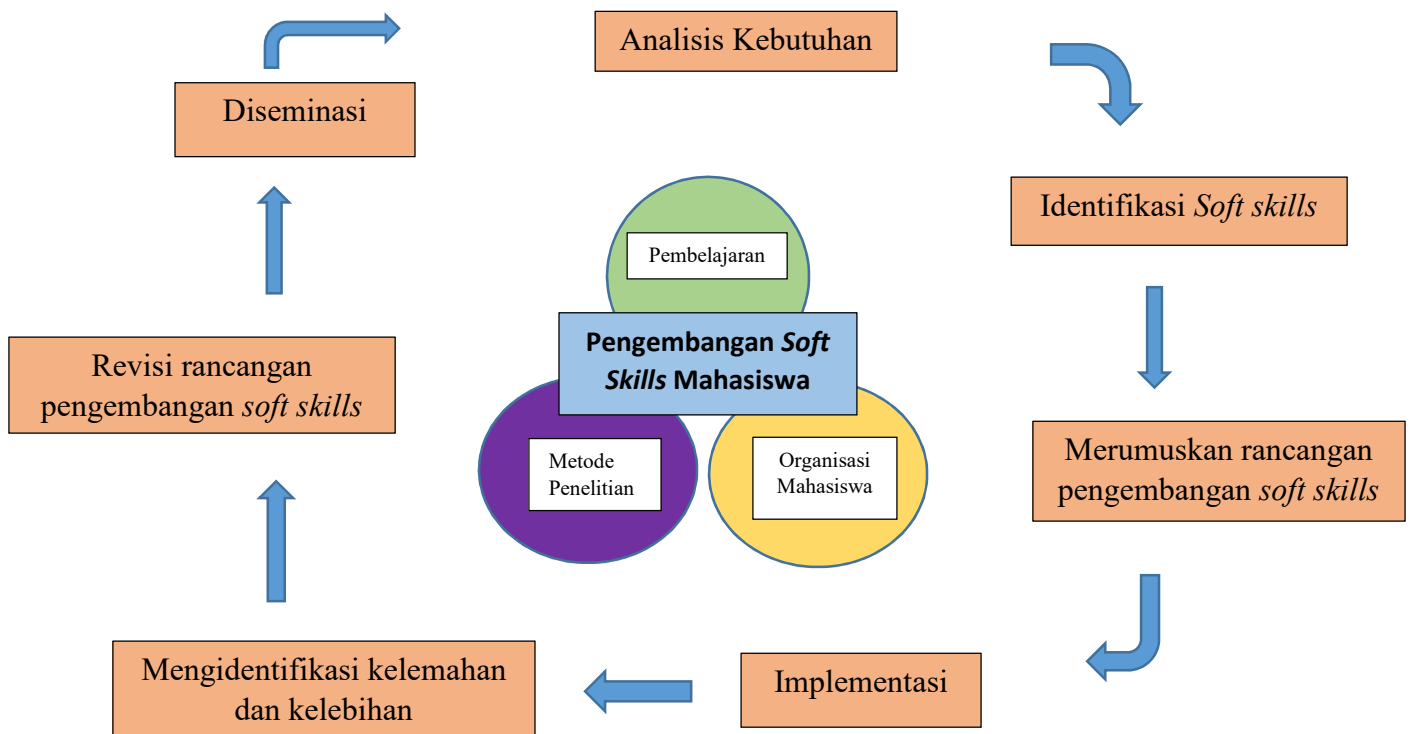 Analisis Kebutuhan
Diseminasi
Identifikasi Soft skills
Pembelajaran
Pengembangan Soft
Skills Mahasiswa
Revisi rancangan
pengembangan soft skills
Metode
Penelitian
Organisasi
Mahasiswa
Merumuskan rancangan
pengembangan soft skills
Mengidentifikasi kelemahan
dan kelebihan
Implementasi